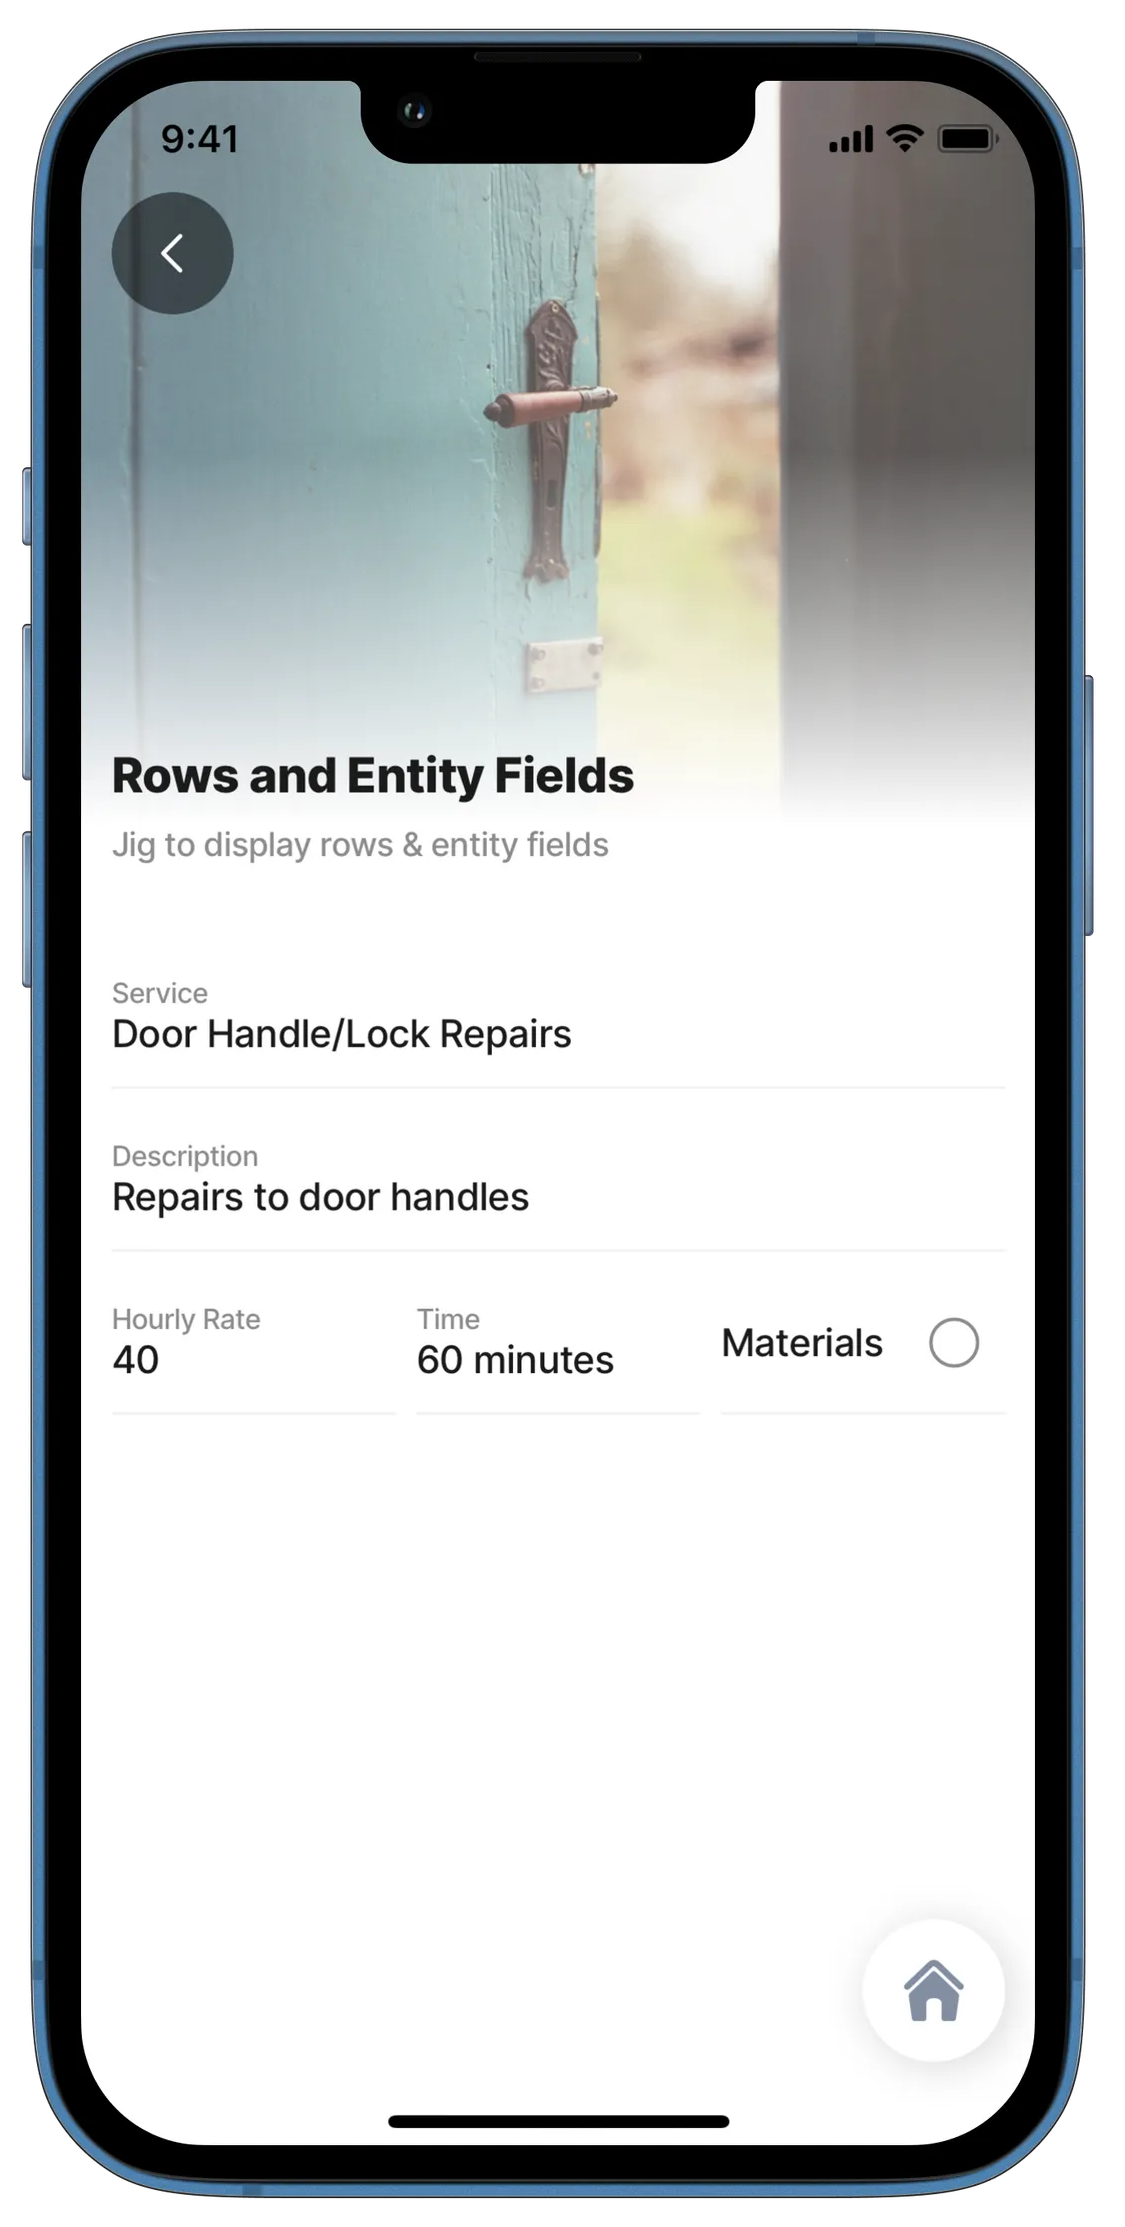 9:41
Rows and Entity Fields
Jig to display rows & entity fields
Service
Door Handle/Lock Repairs
Description
Repairs to door handles
Hourly Rate
40
Time
60 minutes
Materials